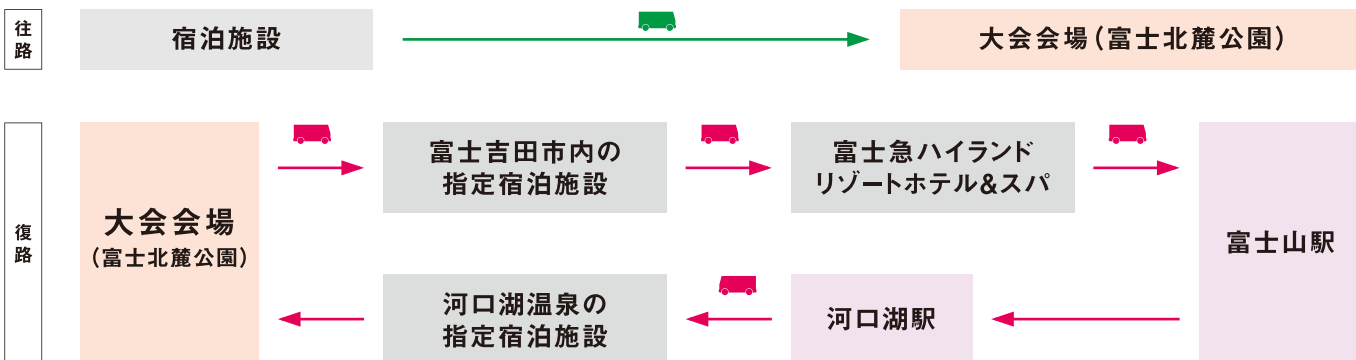 往路
宿泊施設
大会会場(富士北麓公園)
復路
大会会場
(富士北麓公園)
富士吉田市内の
指定宿泊施設
富士急ハイランド
リゾートホテル&スパ
富士山駅
河口湖温泉の
指定宿泊施設
河口湖駅